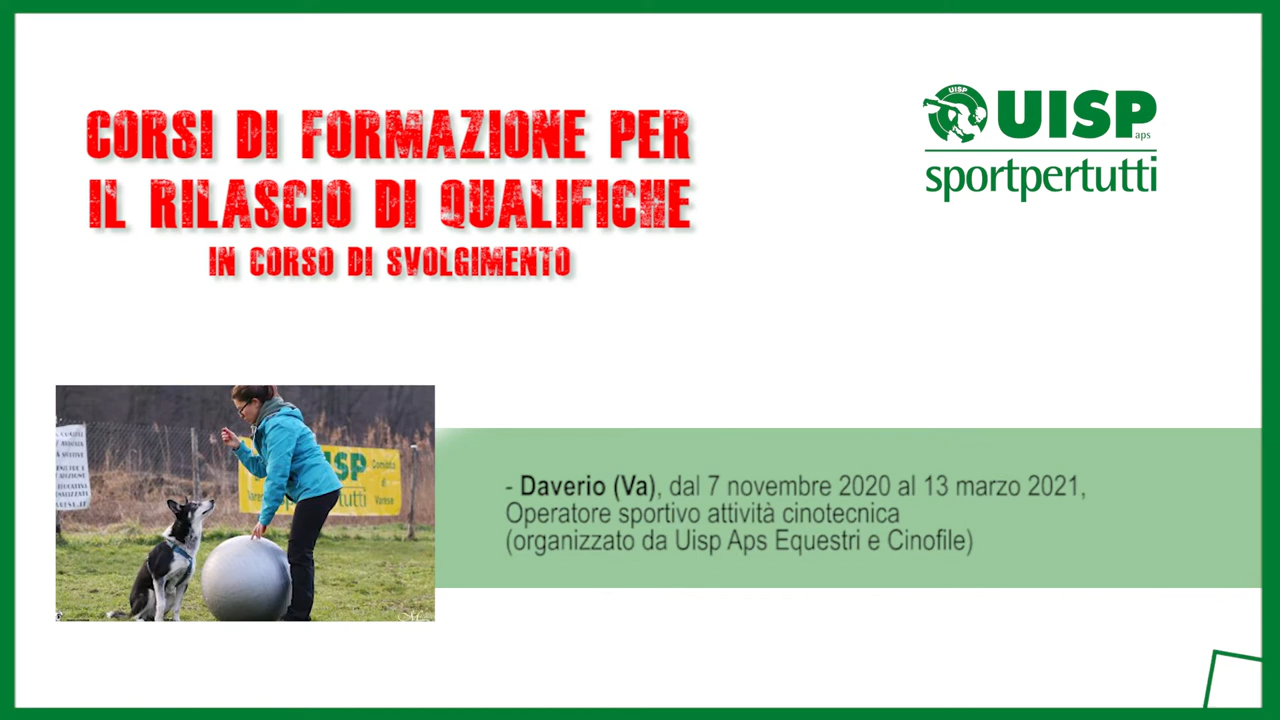 CORSI DI FORMAZIONE PER
IL RILASCIO DI QUALIFICHE
IN CORSO DI SVOLGIMENTO
UISP
UISP
aps
sportpertutti
UISP
Comitato
di
Varese
- Daverio (Va), dal 7 novembre 2020 al 13 marzo 2021,
Operatore sportivo attività cinotecnica
(organizzato da Uisp Aps Equestri e Cinofile)